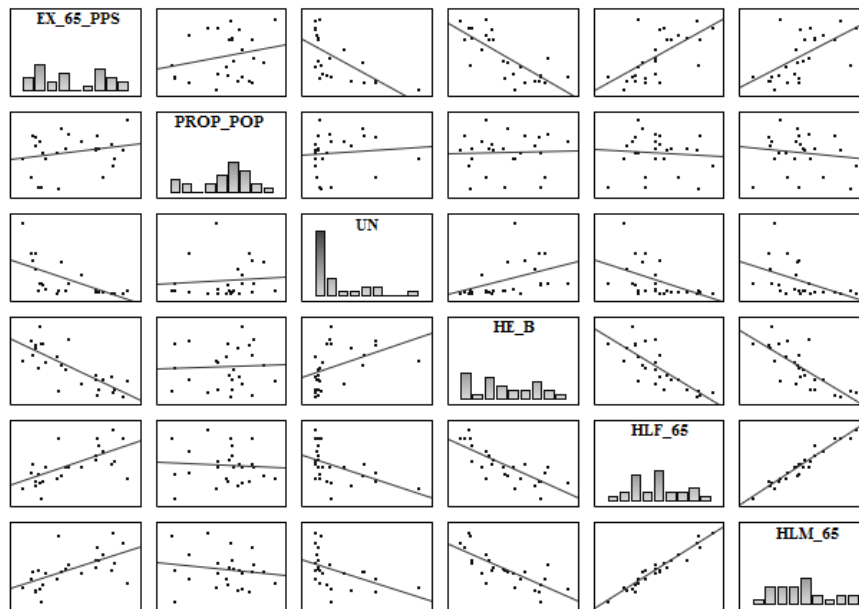 EX_65_PPS
PROP_POP
UN
HE_B
HLF_65
HLM_65